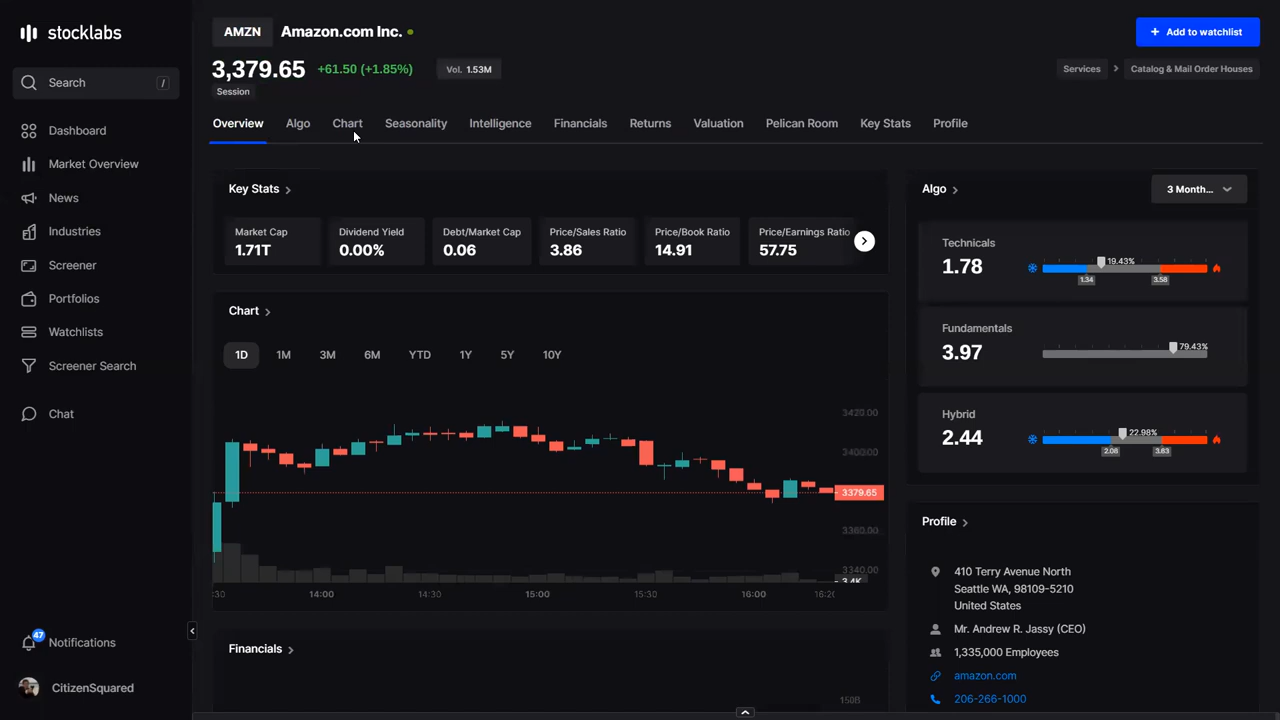 stocklabs
Search /
Dashboard
Market Overview
News
Industries
Screener
Portfolios
Watchlists
Screener Search
Chat
47
Notifications
CitizenSquared
AMZN Amazon.com Inc.
3,379.65 +61.50 (+1.85%) Vol. 1.53M
Session
+ Add to watchlist
Services Catalog & Mail Order Houses
Overview Algo Chart Seasonality Intelligence Financials Returns Valuation Pelican Room Key Stats Profile
Key Stats
Market Cap Dividend Yield Debt/Market Cap Price/Sales Ratio Price/Book Ratio Price/Earnings Ratio
1.71T 0.00% 0.06 3.86 14.91 57.75
Chart
1D 1M 3M 6M YTD 1Y 5Y 10Y
3420.00
3400.00
3379.65
3360.00
3340.00
3.4K
:30 14:00 14:30 15:00 15:30 16:00 16:20
Financials
150B
Algo 3 Month...
Technicals
1.78
19.43%
1.34 3.58
Fundamentals
3.97
79.43%
Hybrid
2.44
22.98%
2.08 3.83
Profile
410 Terry Avenue North
Seattle WA, 98109-5210
United States
Mr. Andrew R. Jassy (CEO)
1,335,000 Employees
amazon.com
206-266-1000